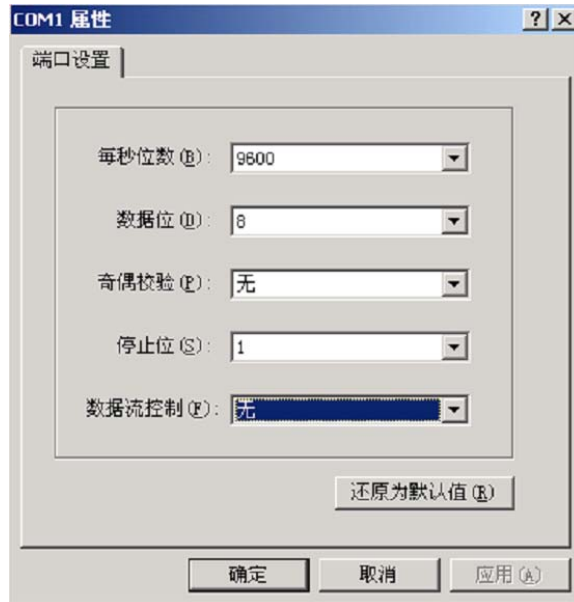 COM1 属性
端口设置
每秒位数(B): 9600
数据位(D): 8
奇偶校验(P): 无
停止位(S): 1
数据流控制(F): 无
还原为默认值(R)
确定 取消 应用(A)